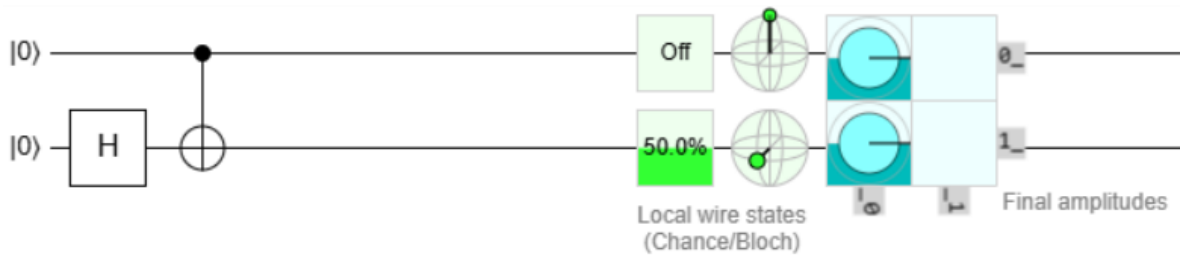 |0⟩ Off 0_
|0⟩ H 50.0% 1_
_0 _1
Local wire states
(Chance/Bloch)
Final amplitudes